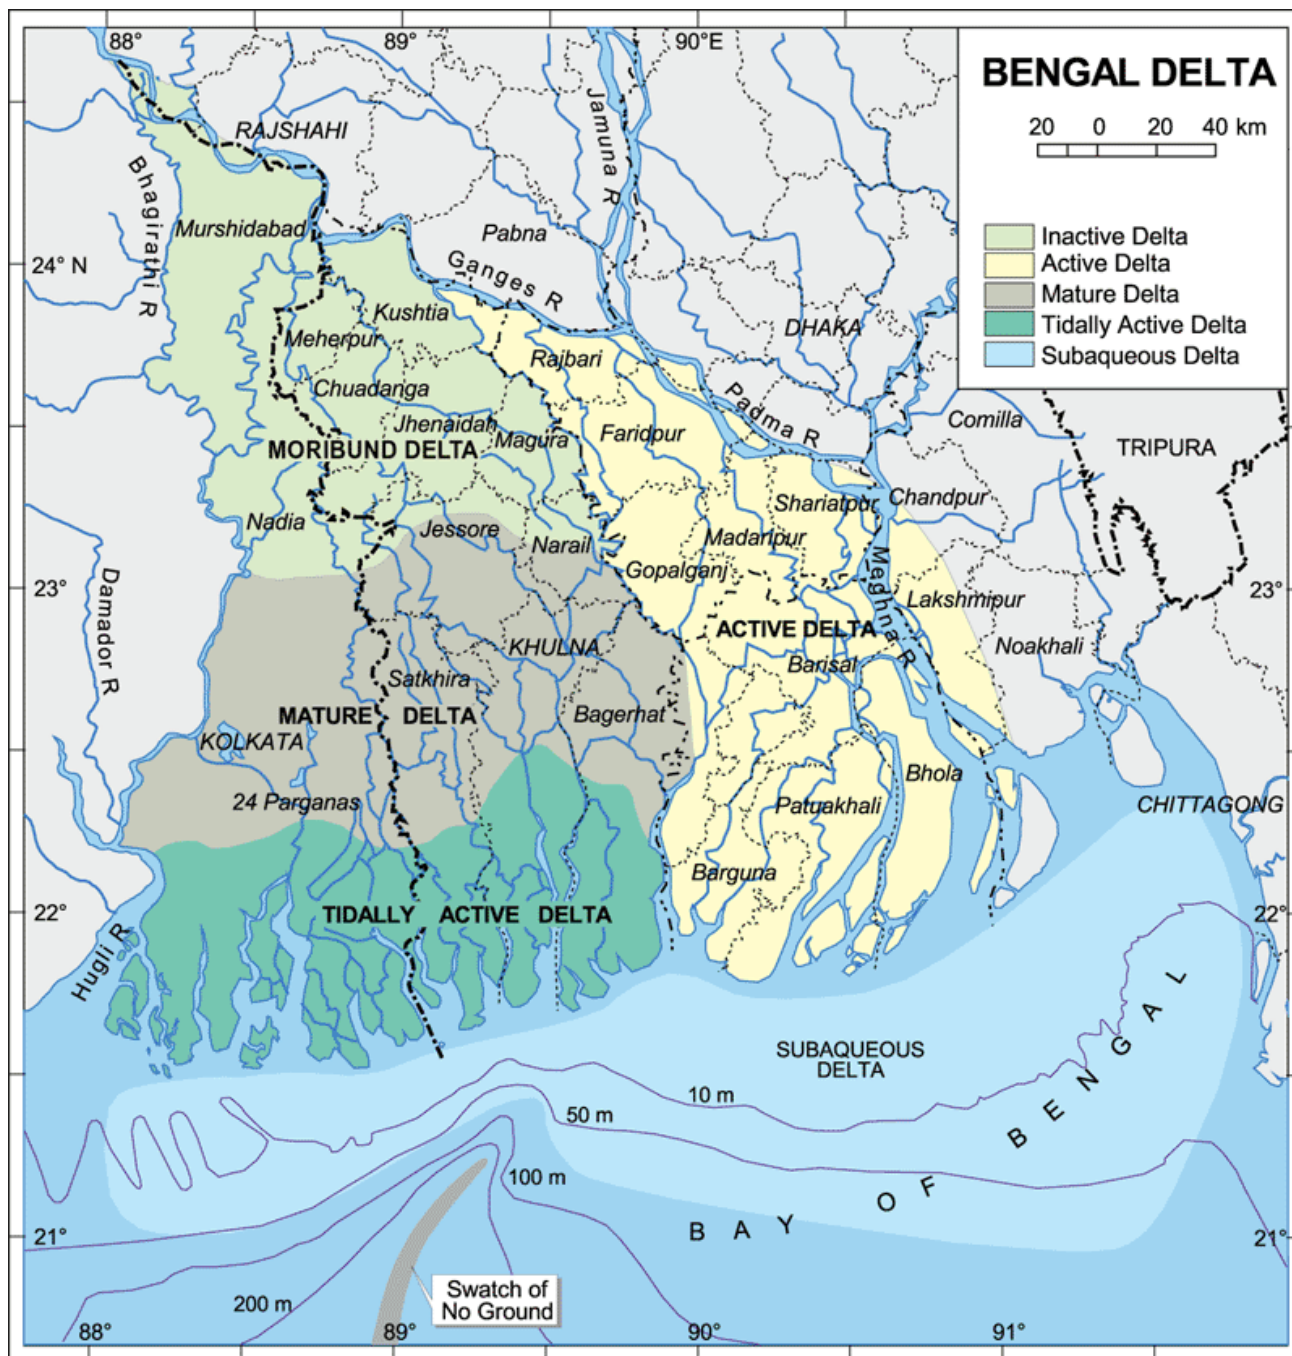 88°
89°
90°E
BENGAL DELTA
20 0 20 40 km
Inactive Delta
Active Delta
Mature Delta
Tidally Active Delta
Subaqueous Delta
RAJSHAHI
Jamuna R
Bhagirathi R
Murshidabad
Pabna
24° N
Ganges R
Kushtia
Meherpur
DHAKA
Rajbari
Chuadanga
Padma R
Comilla
Jhenaidah
Magura
Faridpur
MORIBUND DELTA
TRIPURA
Shariatpur
Chandpur
Nadia
Jessore
Narail
Madaripur
Gopalganj
Meghna R
23°
23°
Damador R
Lakshmipur
ACTIVE DELTA
KHULNA
Noakhali
Barisal
Satkhira
MATURE DELTA
Bagerhat
KOLKATA
Bhola
24 Parganas
Patuakhali
CHITTAGONG
Barguna
22°
TIDALLY ACTIVE DELTA
22°
Hugli R
SUBAQUEOUS
DELTA
10 m
50 m
100 m
BAY OF BENGAL
21°
21°
Swatch of
No Ground
200 m
88°
89°
90°
91°